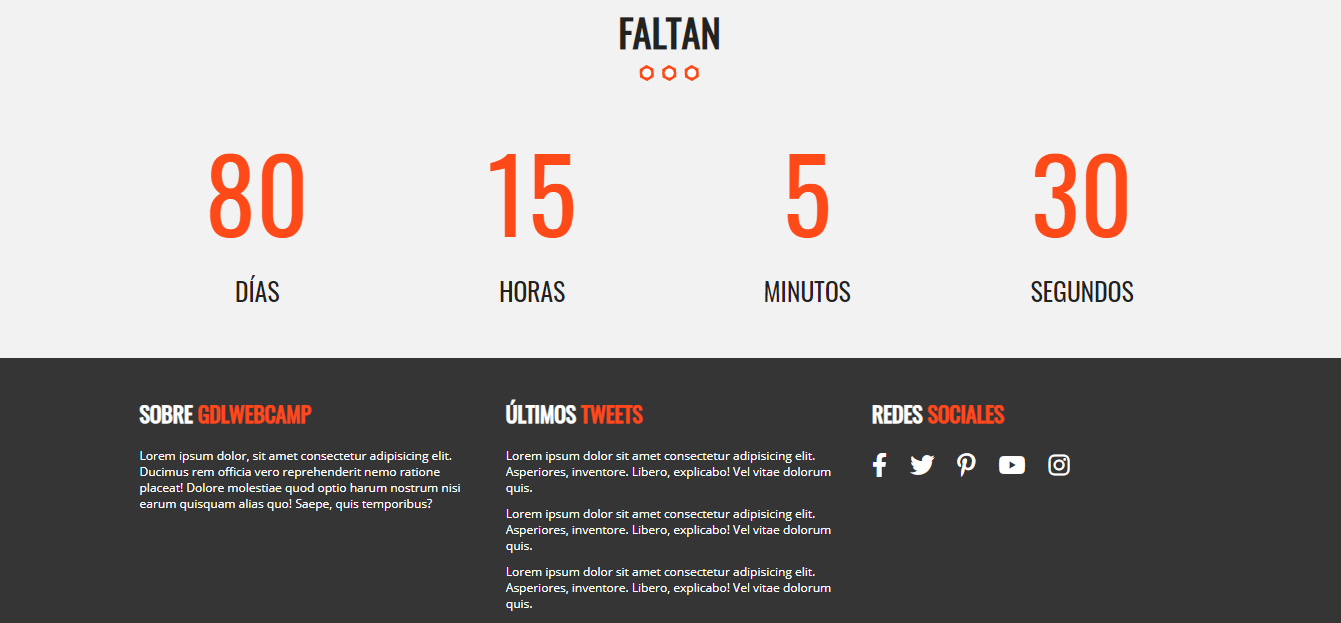 FALTAN
80 15 5 30
DÍAS HORAS MINUTOS SEGUNDOS
SOBRE GDLWEBCAMP
Lorem ipsum dolor, sit amet consectetur adipisicing elit.
Ducimus rem officia vero reprehenderit nemo ratione
placeat! Dolore molestiae quod optio harum nostrum nisi
earum quisquam alias quo! Saepe, quis temporibus?
ÚLTIMOS TWEETS
Lorem ipsum dolor sit amet consectetur adipisicing elit.
Asperiores, inventore. Libero, explicabo! Vel vitae dolorum
quis.
Lorem ipsum dolor sit amet consectetur adipisicing elit.
Asperiores, inventore. Libero, explicabo! Vel vitae dolorum
quis.
Lorem ipsum dolor sit amet consectetur adipisicing elit.
Asperiores, inventore. Libero, explicabo! Vel vitae dolorum
quis.
REDES SOCIALES